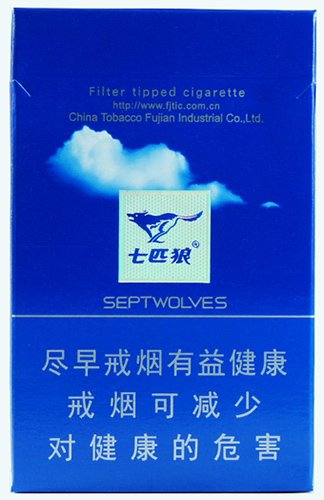 Filter tipped cigarette
http://www.fjtic.com.cn
China Tobacco Fujian Industrial Co.,Ltd.
七匹狼®
SEPTWOLVES
尽早戒烟有益健康
戒烟可减少
对健康的危害